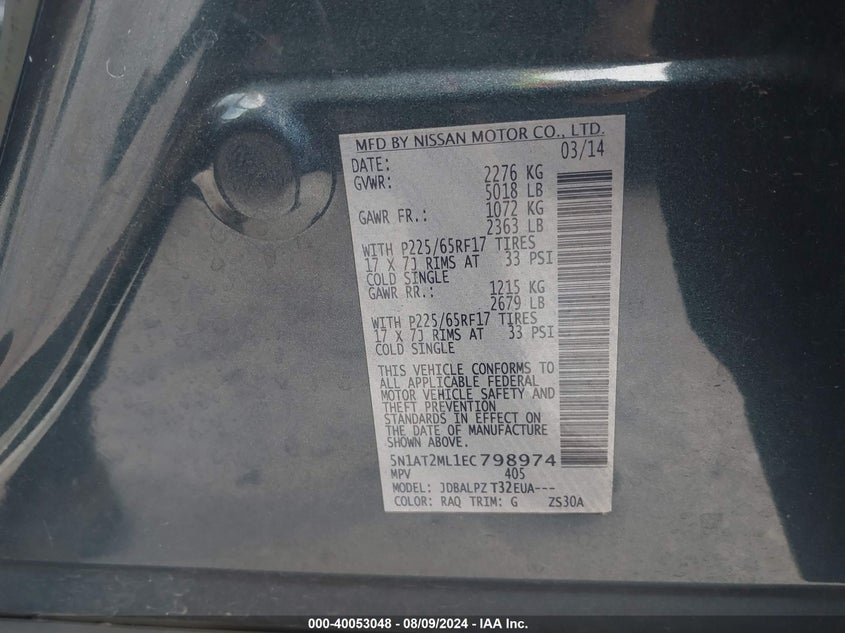 MFD BY NISSAN MOTOR CO., LTD.
DATE: 03/14
GVWR: 2276 KG
5018 LB
GAWR FR.: 1072 KG
2363 LB
WITH P225/65RF17 TIRES
17 X 7J RIMS AT 33 PSI
COLD SINGLE
GAWR RR.: 1215 KG
2679 LB
WITH P225/65RF17 TIRES
17 X 7J RIMS AT 33 PSI
COLD SINGLE
THIS VEHICLE CONFORMS TO
ALL APPLICABLE FEDERAL
MOTOR VEHICLE SAFETY AND
THEFT PREVENTION
STANDARDS IN EFFECT ON
THE DATE OF MANUFACTURE
SHOWN ABOVE.
5N1AT2ML1EC798974
MPV 405
MODEL: JDBALPZ T32EUA---
COLOR: RAQ TRIM: G ZS30A
000-40053048 - 08/09/2024 - IAA Inc.